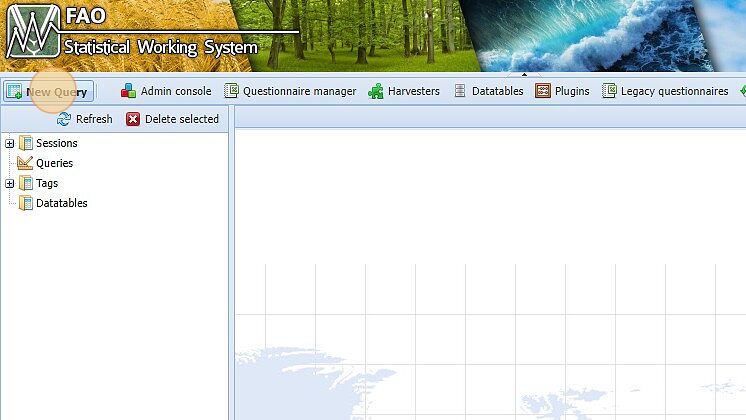 FAO
Statistical Working System
New Query
Admin console
Questionnaire manager
Harvesters
Datatables
Plugins
Legacy questionnaires
Refresh
Delete selected
Sessions
Queries
Tags
Datatables